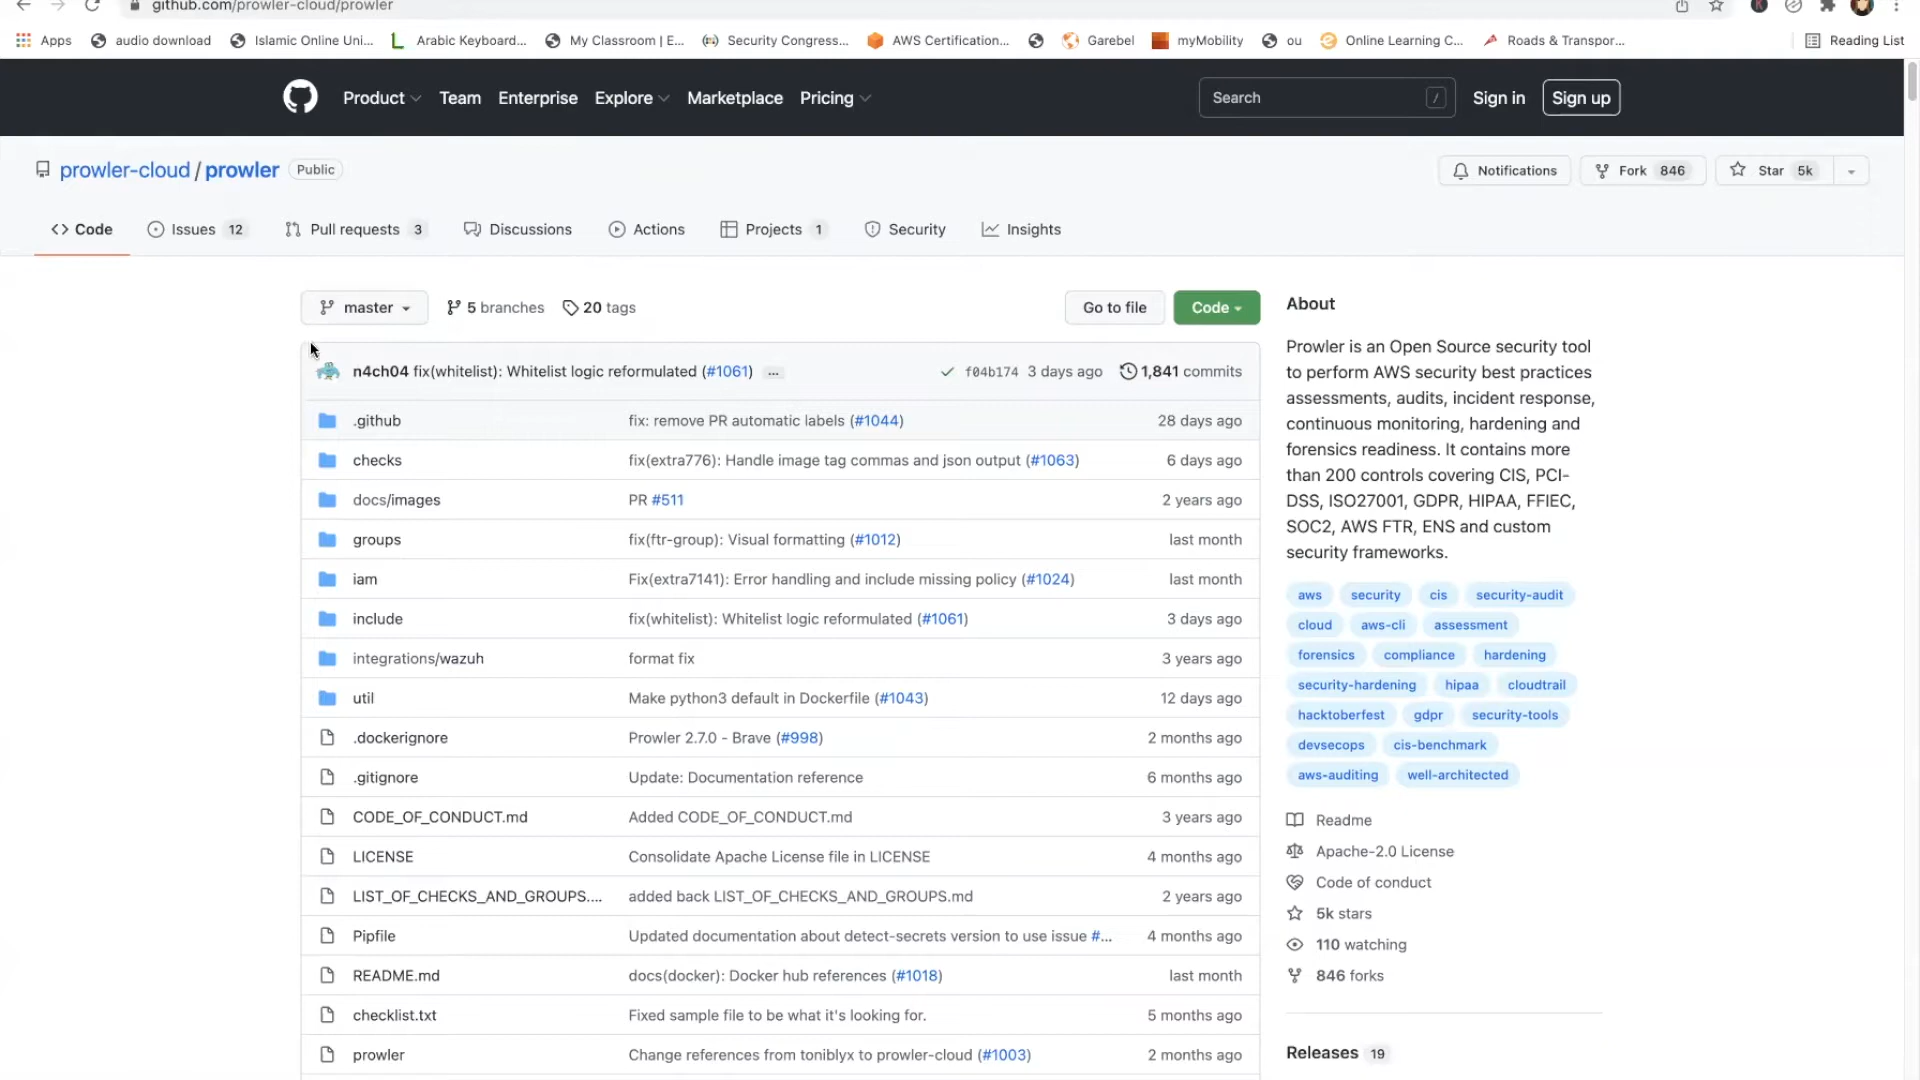 github.com/prowler-cloud/prowler
Apps audio download Islamic Online Uni... Arabic Keyboard... My Classroom | E... Security Congress... AWS Certification... Garebel myMobility ou Online Learning C... Roads & Transpor... Reading List
Product Team Enterprise Explore Marketplace Pricing Search / Sign in Sign up
prowler-cloud / prowler Public Notifications Fork 846 Star 5k
Code Issues 12 Pull requests 3 Discussions Actions Projects 1 Security Insights
master 5 branches 20 tags Go to file Code
n4ch04 fix(whitelist): Whitelist logic reformulated (#1061) ... f04b174 3 days ago 1,841 commits
.github fix: remove PR automatic labels (#1044) 28 days ago
checks fix(extra776): Handle image tag commas and json output (#1063) 6 days ago
docs/images PR #511 2 years ago
groups fix(ftr-group): Visual formatting (#1012) last month
iam Fix(extra7141): Error handling and include missing policy (#1024) last month
include fix(whitelist): Whitelist logic reformulated (#1061) 3 days ago
integrations/wazuh format fix 3 years ago
util Make python3 default in Dockerfile (#1043) 12 days ago
.dockerignore Prowler 2.7.0 - Brave (#998) 2 months ago
.gitignore Update: Documentation reference 6 months ago
CODE_OF_CONDUCT.md Added CODE_OF_CONDUCT.md 3 years ago
LICENSE Consolidate Apache License file in LICENSE 4 months ago
LIST_OF_CHECKS_AND_GROUPS.... added back LIST_OF_CHECKS_AND_GROUPS.md 2 years ago
Pipfile Updated documentation about detect-secrets version to use issue #... 4 months ago
README.md docs(docker): Docker hub references (#1018) last month
checklist.txt Fixed sample file to be what it's looking for. 5 months ago
prowler Change references from toniblyx to prowler-cloud (#1003) 2 months ago
About
Prowler is an Open Source security tool
to perform AWS security best practices
assessments, audits, incident response,
continuous monitoring, hardening and
forensics readiness. It contains more
than 200 controls covering CIS, PCI-
DSS, ISO27001, GDPR, HIPAA, FFIEC,
SOC2, AWS FTR, ENS and custom
security frameworks.
aws security cis security-audit
cloud aws-cli assessment
forensics compliance hardening
security-hardening hipaa cloudtrail
hacktoberfest gdpr security-tools
devsecops cis-benchmark
aws-auditing well-architected
Readme
Apache-2.0 License
Code of conduct
5k stars
110 watching
846 forks
Releases 19